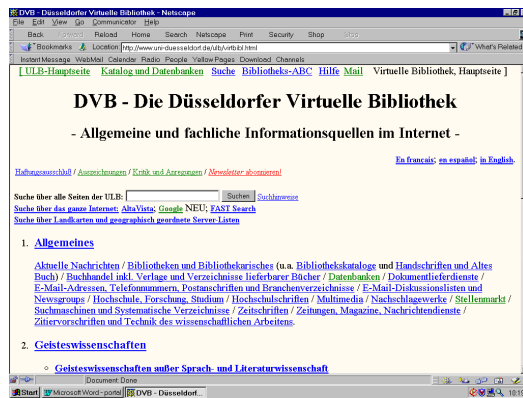 DVB - Düsseldorfer Virtuelle Bibliothek - Netscape
File Edit View Go Communicator Help
Back Forward Reload Home Search Netscape Print Security Shop Stop
Bookmarks Location: http://www.uni-duesseldorf.de/ulb/virtbibl.html What's Related
Instant Message WebMail Calendar Radio People Yellow Pages Download Channels
[ ULB-Hauptseite Katalog und Datenbanken Suche Bibliotheks-ABC Hilfe Mail Virtuelle Bibliothek, Hauptseite ]
DVB - Die Düsseldorfer Virtuelle Bibliothek
- Allgemeine und fachliche Informationsquellen im Internet -
En français; en español; in English.
Haftungsausschluß / Auszeichnungen / Kritik und Anregungen / Newsletter abonnieren!
Suche über alle Seiten der ULB: Suchen Suchhinweise
Suche über das ganze Internet: AltaVista; Google NEU; FAST Search
Suche über Landkarten und geographisch geordnete Server-Listen
1. Allgemeines
Aktuelle Nachrichten / Bibliotheken und Bibliothekarisches (u.a. Bibliothekskataloge und Handschriften und Altes
Buch) / Buchhandel inkl. Verlage und Verzeichnisse lieferbarer Bücher / Datenbanken / Dokumentlieferdienste /
E-Mail-Adressen, Telefonnummern, Postanschriften und Branchenverzeichnisse / E-Mail-Diskussionslisten und
Newsgroups / Hochschule, Forschung, Studium / Hochschulschriften / Multimedia / Nachschlagewerke / Stellenmarkt /
Suchmaschinen und Systematische Verzeichnisse / Zeitschriften / Zeitungen, Magazine, Nachrichtendienste /
Zitiervorschriften und Technik des wissenschaftlichen Arbeitens.
2. Geisteswissenschaften
Geisteswissenschaften außer Sprach- und Literaturwissenschaft
Document: Done
Start Microsoft Word - portal DVB - Düsseldorf... 10:19